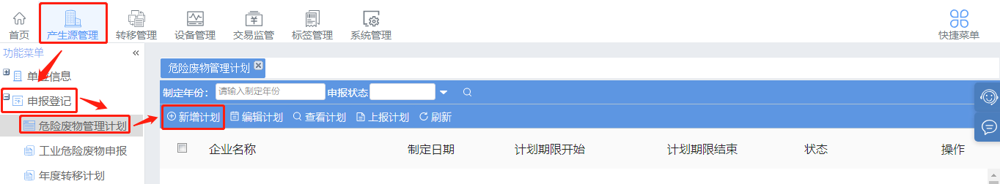 首页 产生源管理 转移管理 设备管理 交易监管 标签管理 系统管理 快捷菜单
功能菜单 «
危险废物管理计划
单位信息
制定年份: 请输入制定年份 申报状态
申报登记
新增计划 编辑计划 查看计划 上报计划 刷新
危险废物管理计划
企业名称 制定日期 计划期限开始 计划期限结束 状态 操作
工业危险废物申报
年度转移计划